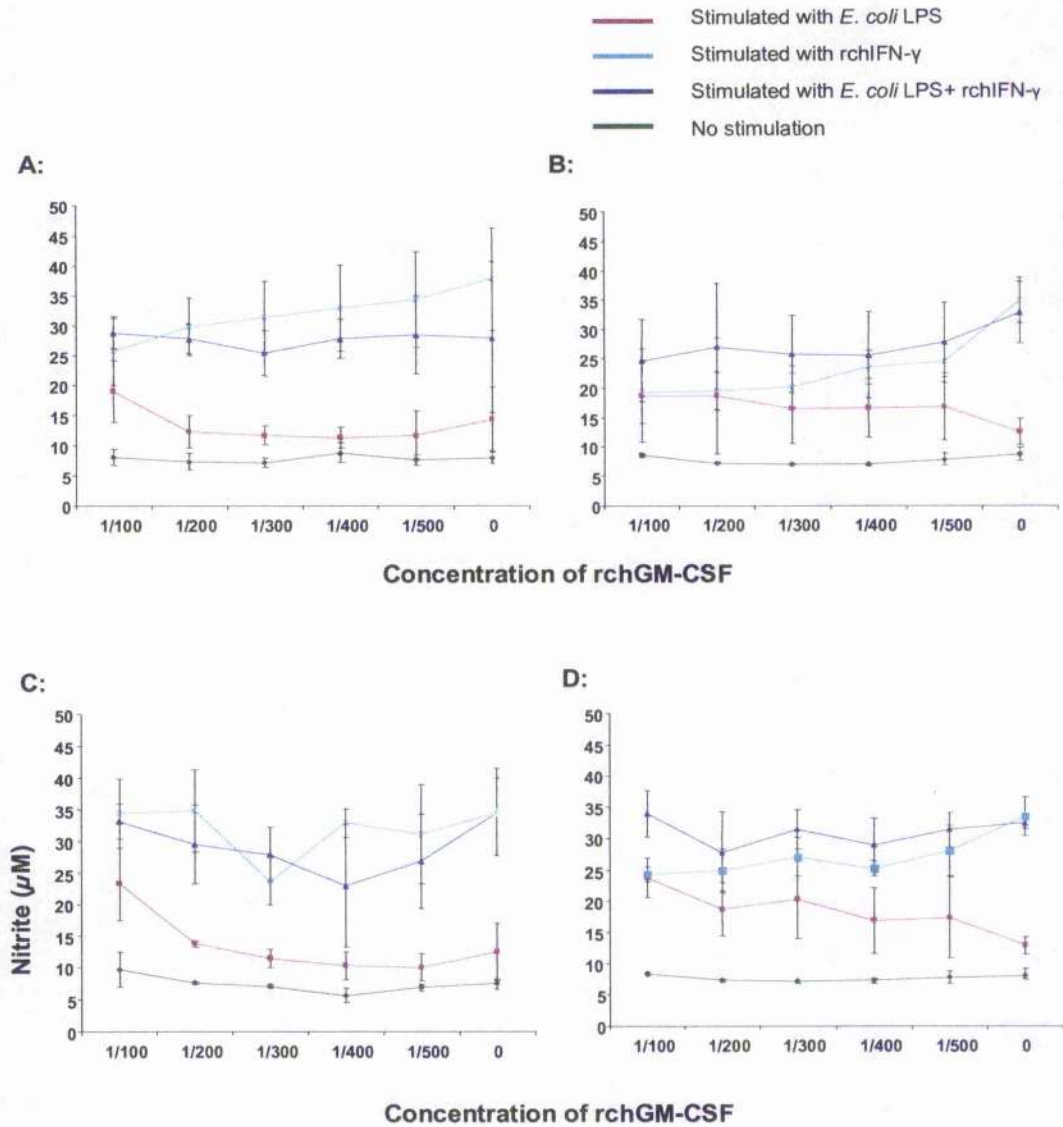 Stimulated with E. coli LPS
Stimulated with rchIFN-γ
Stimulated with E. coli LPS+ rchIFN-γ
No stimulation
A:
50
45
40
35
30
25
20
15
10
5
0
1/100 1/200 1/300 1/400 1/500 0
B:
50
45
40
35
30
25
20
15
10
5
0
1/100 1/200 1/300 1/400 1/500 0
Concentration of rchGM-CSF
C:
Nitrite (µM)
50
45
40
35
30
25
20
15
10
5
0
1/100 1/200 1/300 1/400 1/500 0
D:
50
45
40
35
30
25
20
15
10
5
0
1/100 1/200 1/300 1/400 1/500 0
Concentration of rchGM-CSF